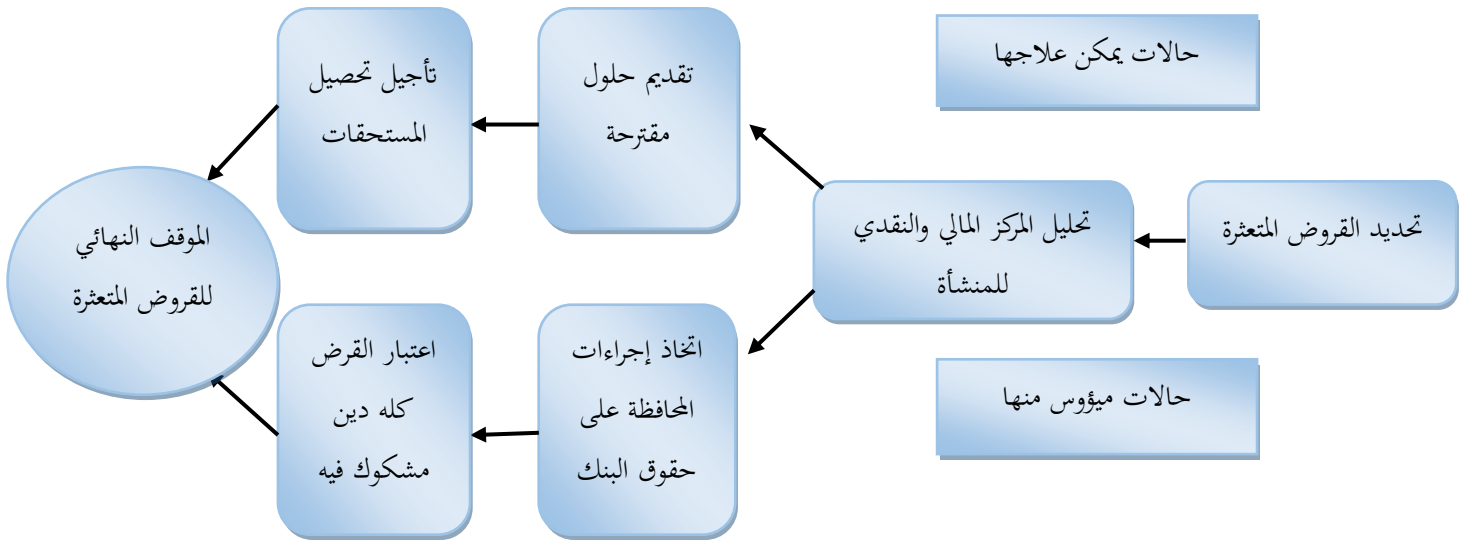 حالات يمكن علاجها
تحديد القروض المتعثرة
تحليل المركز المالي والنقدي
للمنشأة
تقديم حلول
مقترحة
تأجيل تحصيل
المستحقات
حالات ميؤوس منها
اتخاذ إجراءات
المحافظة على
حقوق البنك
اعتبار القرض
كله دين
مشكوك فيه
الموقف النهائي
للقروض المتعثرة